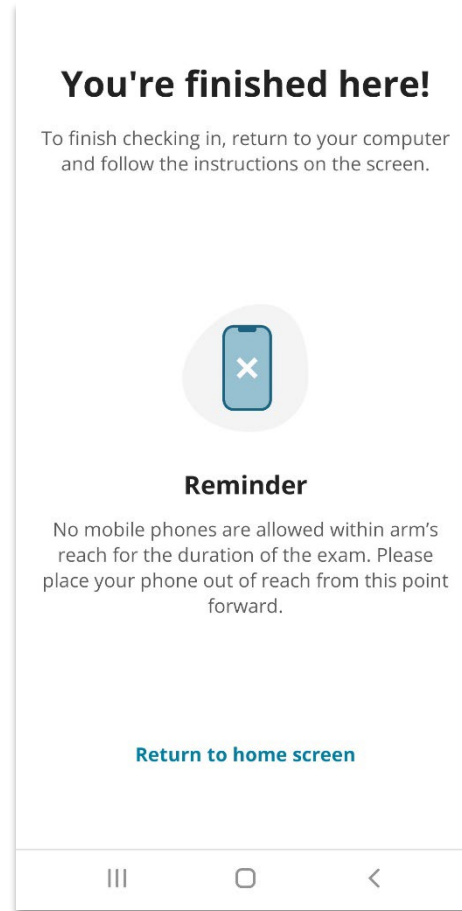 You're finished here!
To finish checking in, return to your computer
and follow the instructions on the screen.
Reminder
No mobile phones are allowed within arm’s
reach for the duration of the exam. Please
place your phone out of reach from this point
forward.
Return to home screen